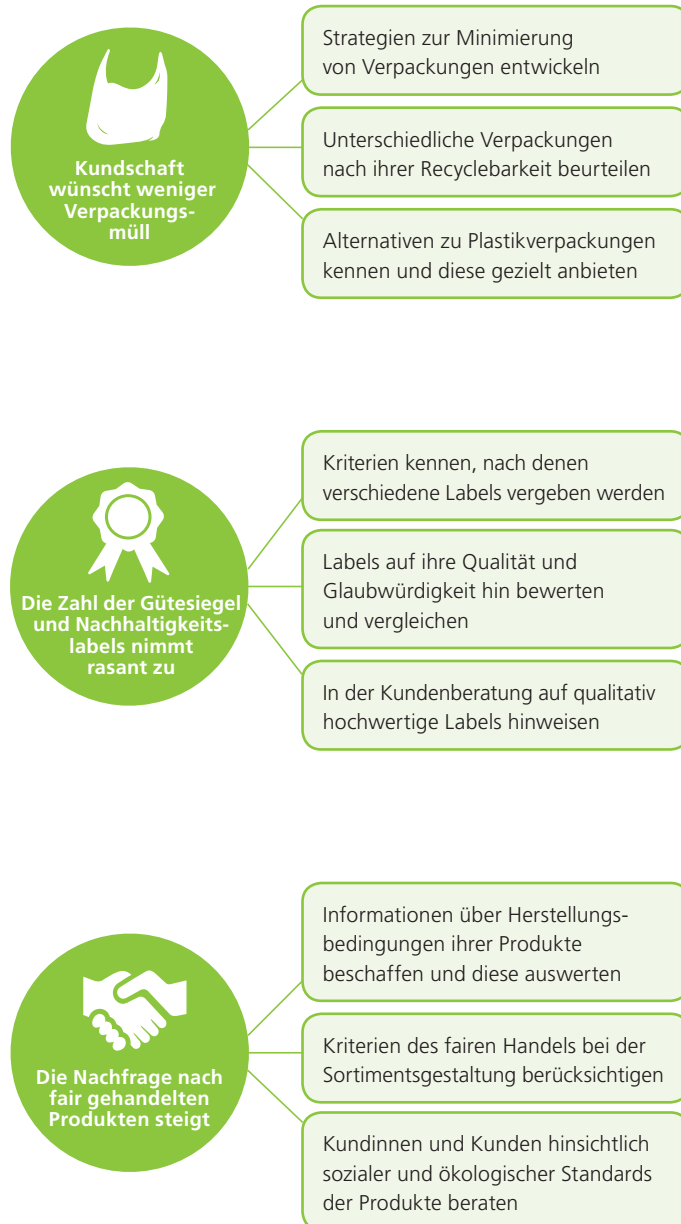 Kundschaft
wünscht weniger
Verpackungs-
müll
Strategien zur Minimierung
von Verpackungen entwickeln
Unterschiedliche Verpackungen
nach ihrer Recyclebarkeit beurteilen
Alternativen zu Plastikverpackungen
kennen und diese gezielt anbieten
Die Zahl der Gütesiegel
und Nachhaltigkeits-
labels nimmt
rasant zu
Kriterien kennen, nach denen
verschiedene Labels vergeben werden
Labels auf ihre Qualität und
Glaubwürdigkeit hin bewerten
und vergleichen
In der Kundenberatung auf qualitativ
hochwertige Labels hinweisen
Die Nachfrage nach
fair gehandelten
Produkten steigt
Informationen über Herstellungs-
bedingungen ihrer Produkte
beschaffen und diese auswerten
Kriterien des fairen Handels bei der
Sortimentsgestaltung berücksichtigen
Kundinnen und Kunden hinsichtlich
sozialer und ökologischer Standards
der Produkte beraten